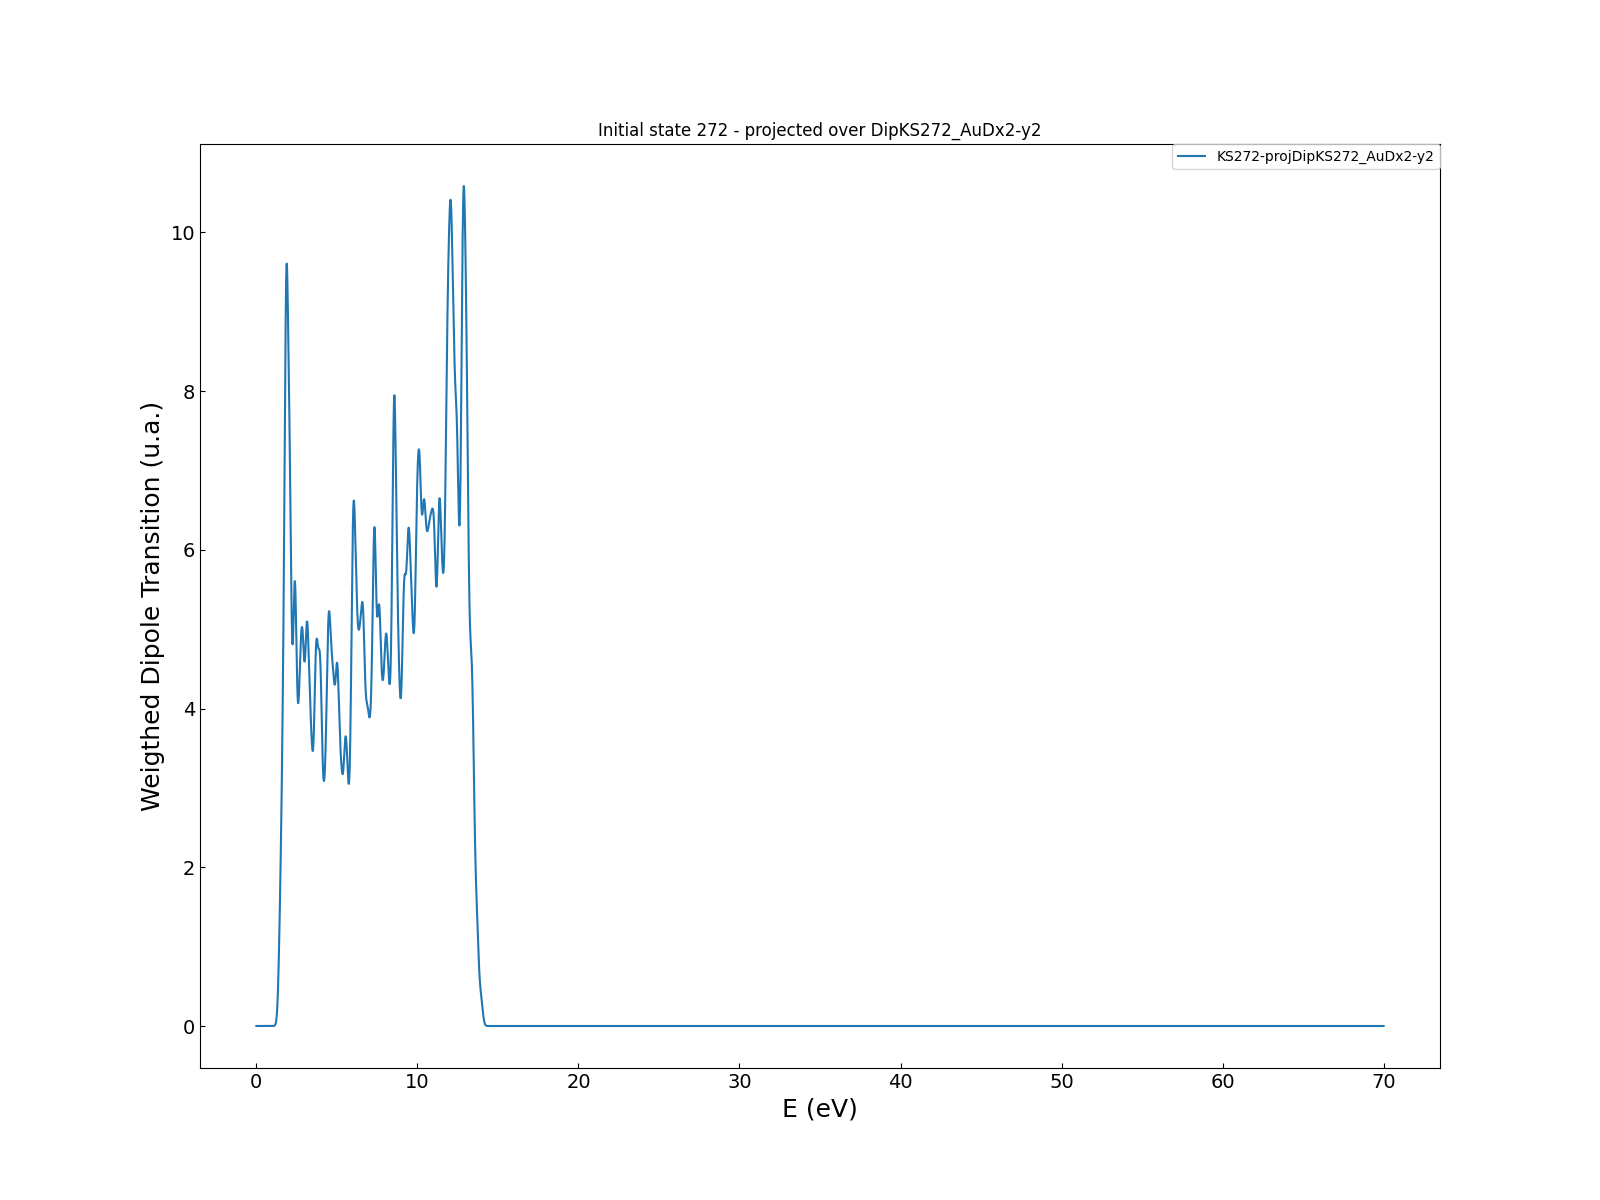 Initial state 272 - projected over DipKS272_AuDx2-y2
KS272-projDipKS272_AuDx2-y2
Weigthed Dipole Transition (u.a.)
10
8
6
4
2
0
0 10 20 30 40 50 60 70
E (eV)